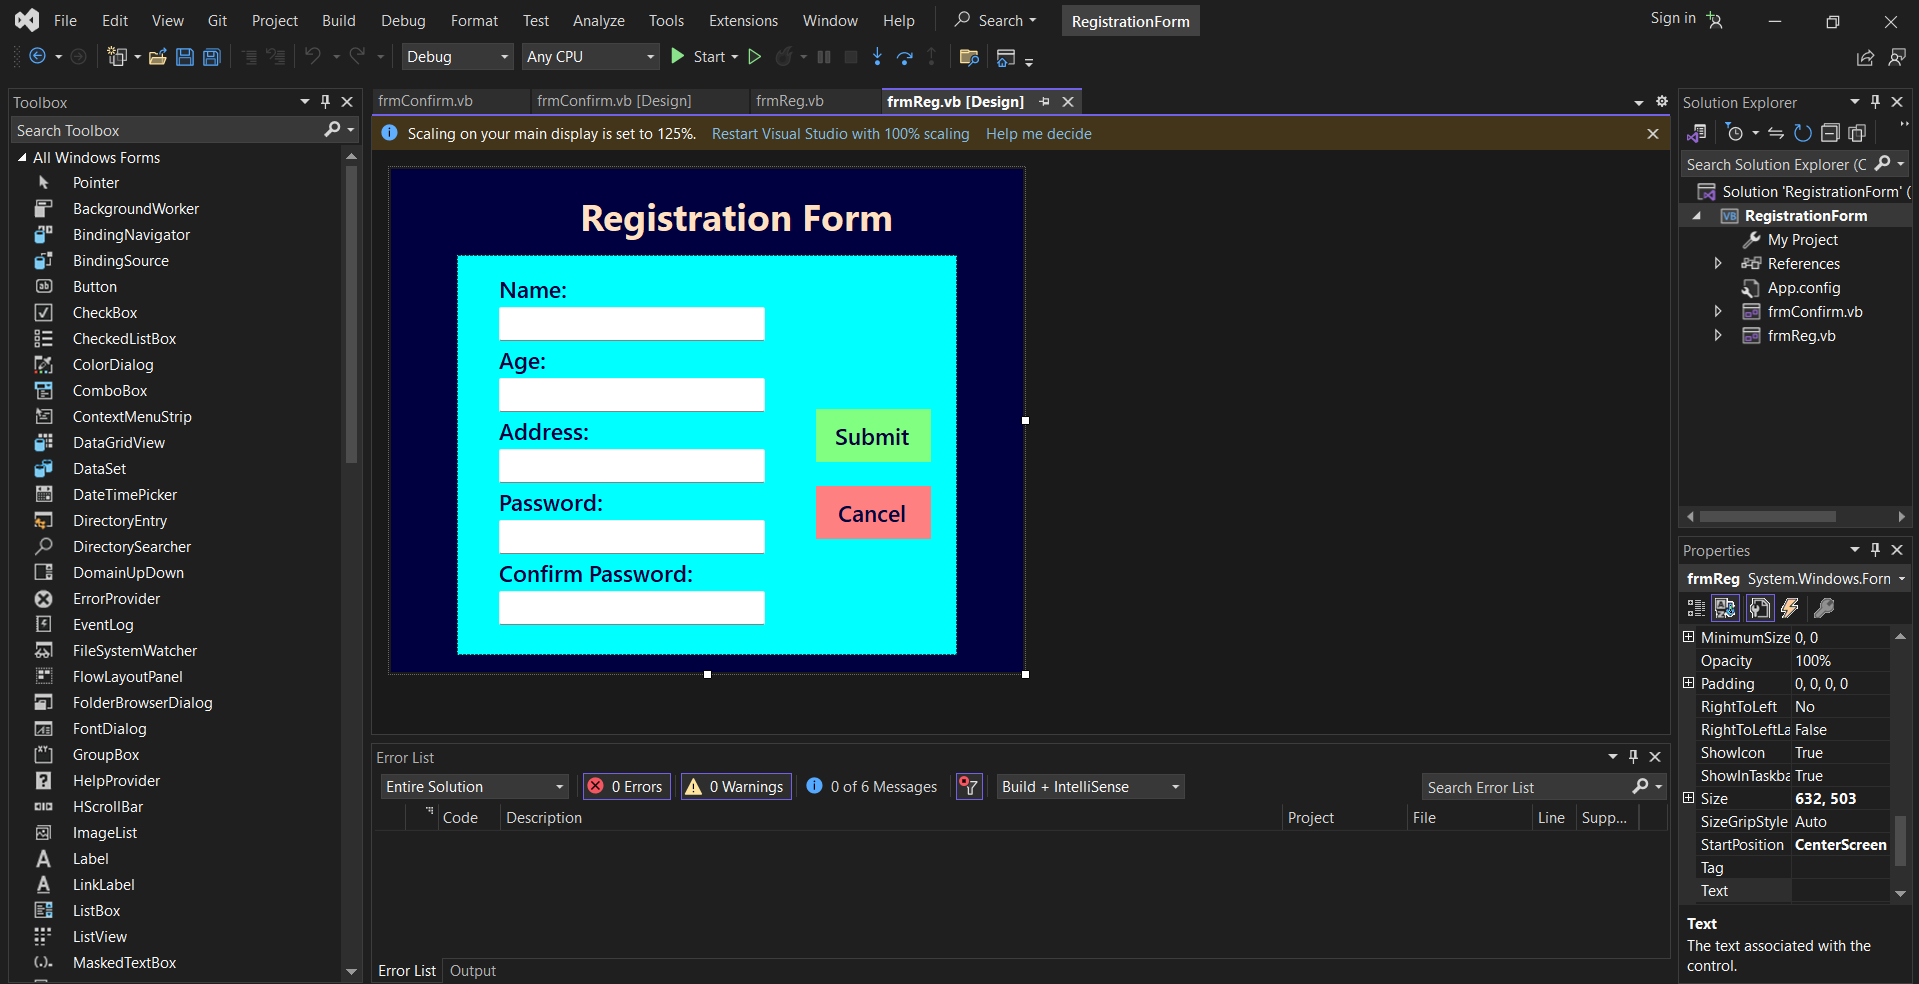 File Edit View Git Project Build Debug Format Test Analyze Tools Extensions Window Help Search RegistrationForm Sign in
Debug Any CPU Start
Toolbox
Search Toolbox
All Windows Forms
Pointer
BackgroundWorker
BindingNavigator
BindingSource
Button
CheckBox
CheckedListBox
ColorDialog
ComboBox
ContextMenuStrip
DataGridView
DataSet
DateTimePicker
DirectoryEntry
DirectorySearcher
DomainUpDown
ErrorProvider
EventLog
FileSystemWatcher
FlowLayoutPanel
FolderBrowserDialog
FontDialog
GroupBox
HelpProvider
HScrollBar
ImageList
Label
LinkLabel
ListBox
ListView
MaskedTextBox
frmConfirm.vb frmConfirm.vb [Design] frmReg.vb frmReg.vb [Design]
Scaling on your main display is set to 125%. Restart Visual Studio with 100% scaling Help me decide
Registration Form
Name:
Age:
Address:
Password:
Confirm Password:
Submit
Cancel
Error List
Entire Solution 0 Errors 0 Warnings 0 of 6 Messages Build + IntelliSense Search Error List
Code Description Project File Line Supp...
Error List Output
Solution Explorer
Search Solution Explorer (C
Solution 'RegistrationForm' (
VB RegistrationForm
My Project
References
App.config
frmConfirm.vb
frmReg.vb
Properties
frmReg System.Windows.Form
MinimumSize 0, 0
Opacity 100%
Padding 0, 0, 0, 0
RightToLeft No
RightToLeftLa False
ShowIcon True
ShowInTaskba True
Size 632, 503
SizeGripStyle Auto
StartPosition CenterScreen
Tag
Text
Text
The text associated with the
control.